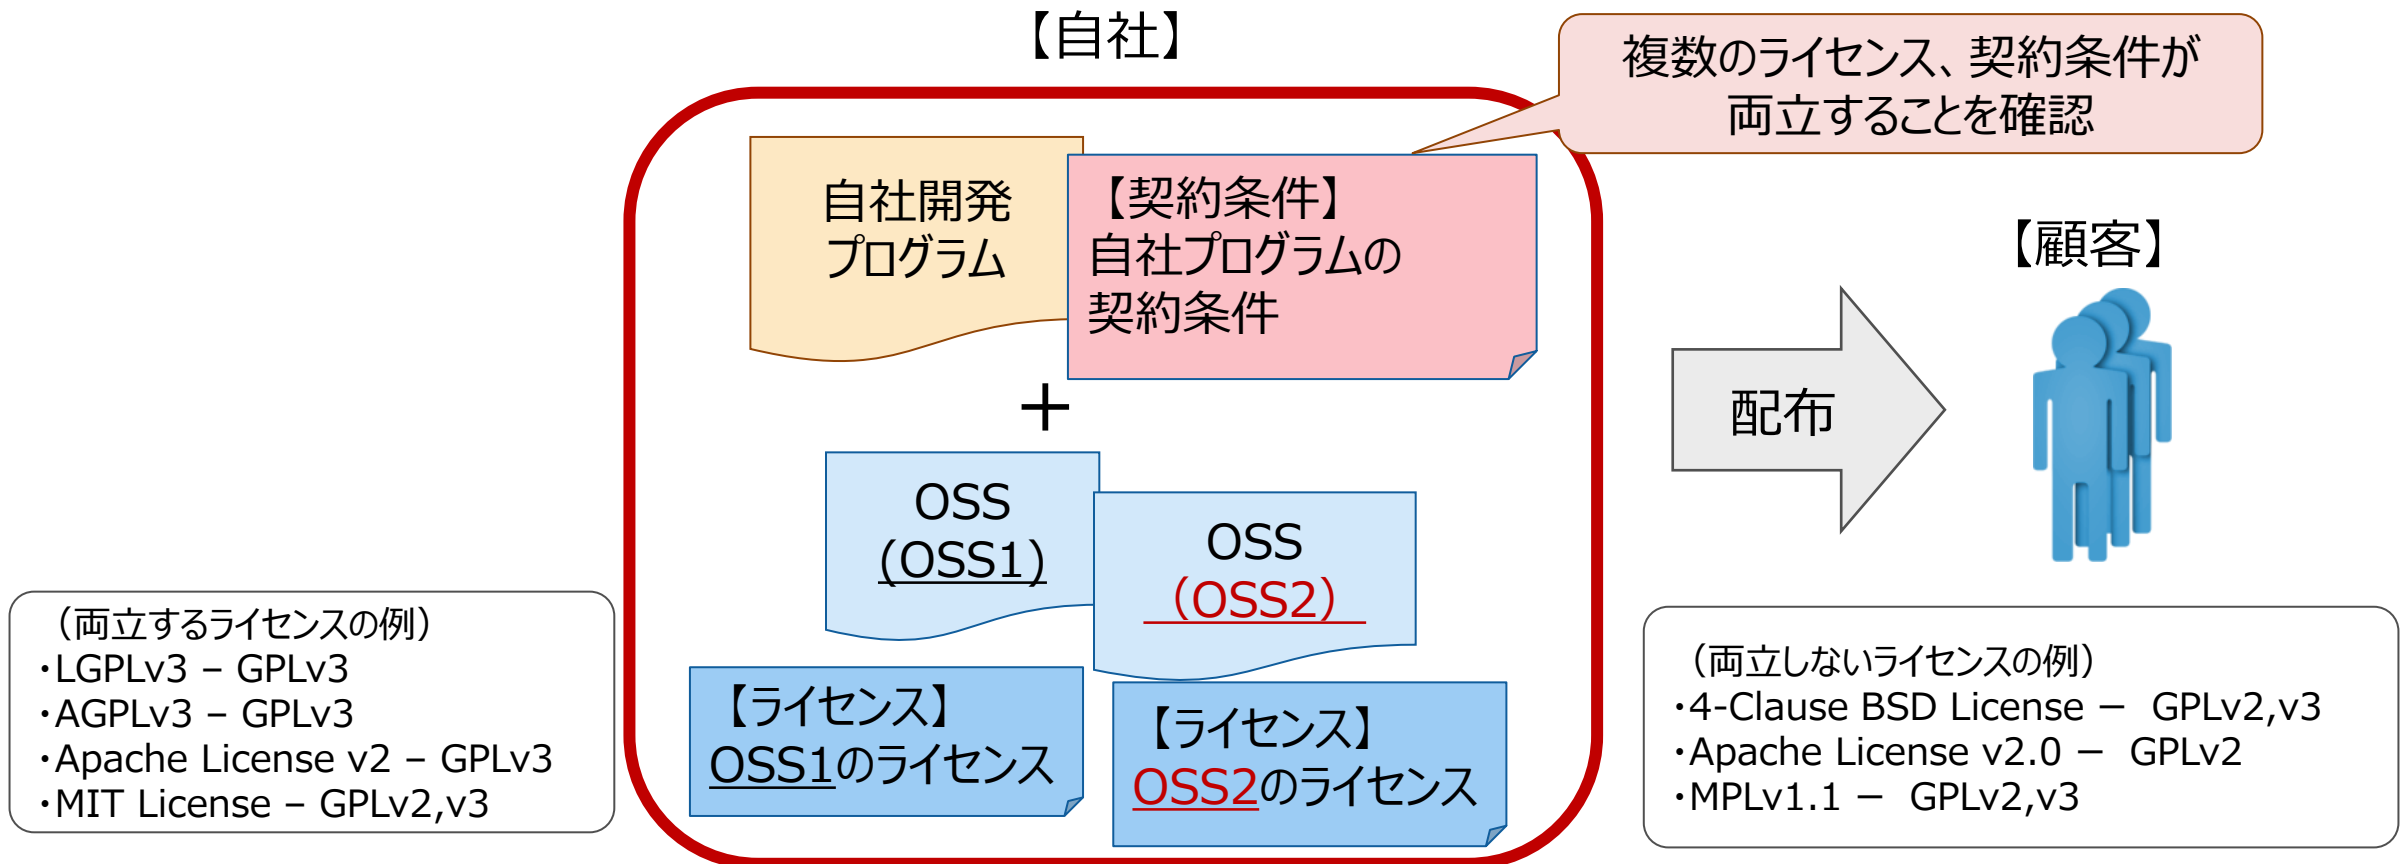 【自社】
複数のライセンス、契約条件が
両立することを確認
自社開発
プログラム
【契約条件】
自社プログラムの
契約条件
＋
OSS
(OSS1)
OSS
（OSS2）
【ライセンス】
OSS1のライセンス
【ライセンス】
OSS2のライセンス
配布
【顧客】
（両立するライセンスの例）
・LGPLv3 – GPLv3
・AGPLv3 – GPLv3
・Apache License v2 – GPLv3
・MIT License – GPLv2,v3
（両立しないライセンスの例）
・4-Clause BSD License － GPLv2,v3
・Apache License v2.0 － GPLv2
・MPLv1.1 － GPLv2,v3